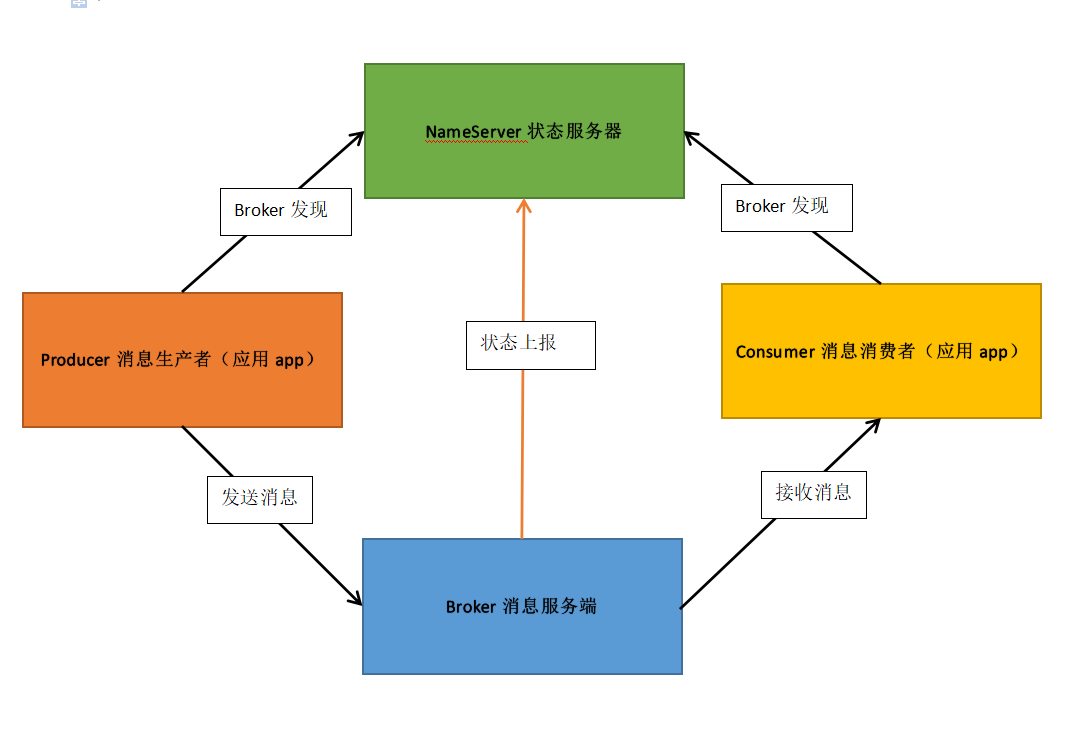 NameServer 状态服务器
Broker 发现
Broker 发现
Producer 消息生产者（应用 app）
状态上报
Consumer 消息消费者（应用 app）
发送消息
接收消息
Broker 消息服务端